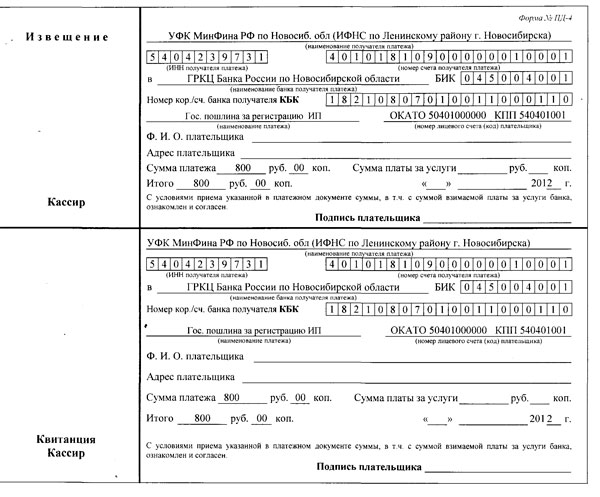 Форма № ПД-4
Извещение
УФК МинФина РФ по Новосиб. обл (ИФНС по Ленинскому району г. Новосибирска)
(наименование получателя платежа)
5404239731 40101810900000010001
(ИНН получателя платежа) (номер счета получателя платежа)
в ГРКЦ Банка России по Новосибирской области БИК 045004001
(наименование банка получателя платежа)
Номер кор./сч. банка получателя КБК 18210807010011000110
Гос. пошлина за регистрацию ИП ОКАТО 50401000000 КПП 540401001
(наименование платежа) (номер лицевого счета (код) плательщика)
Ф. И. О. плательщика
Адрес плательщика
Сумма платежа 800 руб. 00 коп. Сумма платы за услуги руб. коп.
Итого 800 руб. 00 коп. « » 2012 г.
С условиями приема указанной в платежном документе суммы, в т.ч. с суммой взимаемой платы за услуги банка,
ознакомлен и согласен.
Кассир
Подпись плательщика
УФК МинФина РФ по Новосиб. обл (ИФНС по Ленинскому району г. Новосибирска)
(наименование получателя платежа)
5404239731 40101810900000010001
(ИНН получателя платежа) (номер счета получателя платежа)
в ГРКЦ Банка России по Новосибирской области БИК 045004001
(наименование банка получателя платежа)
Номер кор./сч. банка получателя КБК 18210807010011000110
Гос. пошлина за регистрацию ИП ОКАТО 50401000000 КПП 540401001
(наименование платежа) (номер лицевого счета (код) плательщика)
Ф. И. О. плательщика
Адрес плательщика
Сумма платежа 800 руб. 00 коп. Сумма платы за услуги руб. коп.
Итого 800 руб. 00 коп. « » 2012 г.
Квитанция
Кассир
С условиями приема указанной в платежном документе суммы, в т.ч. с суммой взимаемой платы за услуги банка,
ознакомлен и согласен.
Подпись плательщика